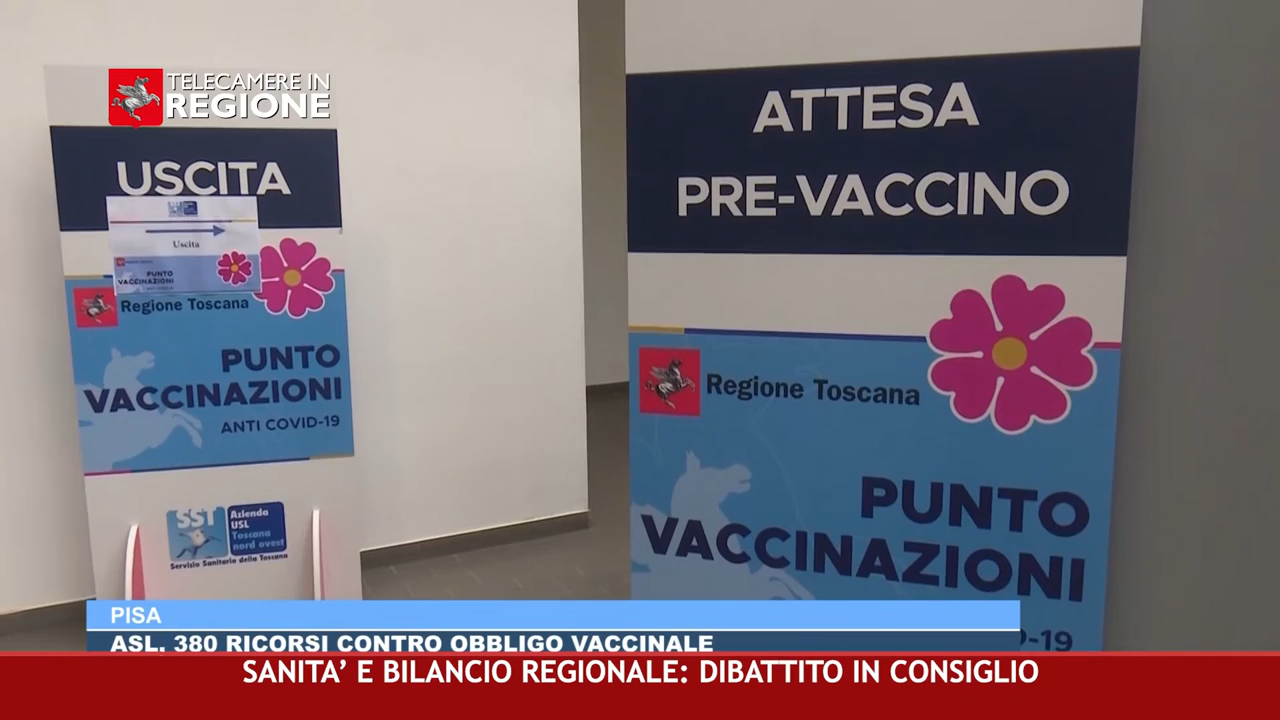 TELECAMERE IN
REGIONE
USCITA
SST
Uscita
PUNTO
VACCINAZIONI
Regione Toscana
PUNTO
VACCINAZIONI
ANTI COVID-19
SST
Azienda
USL
Toscana
nord ovest
Servizio Sanitario della Toscana
ATTESA
PRE-VACCINO
Regione Toscana
PUNTO
VACCINAZIONI
-19
PISA
ASL, 380 RICORSI CONTRO OBBLIGO VACCINALE
SANITA’ E BILANCIO REGIONALE: DIBATTITO IN CONSIGLIO